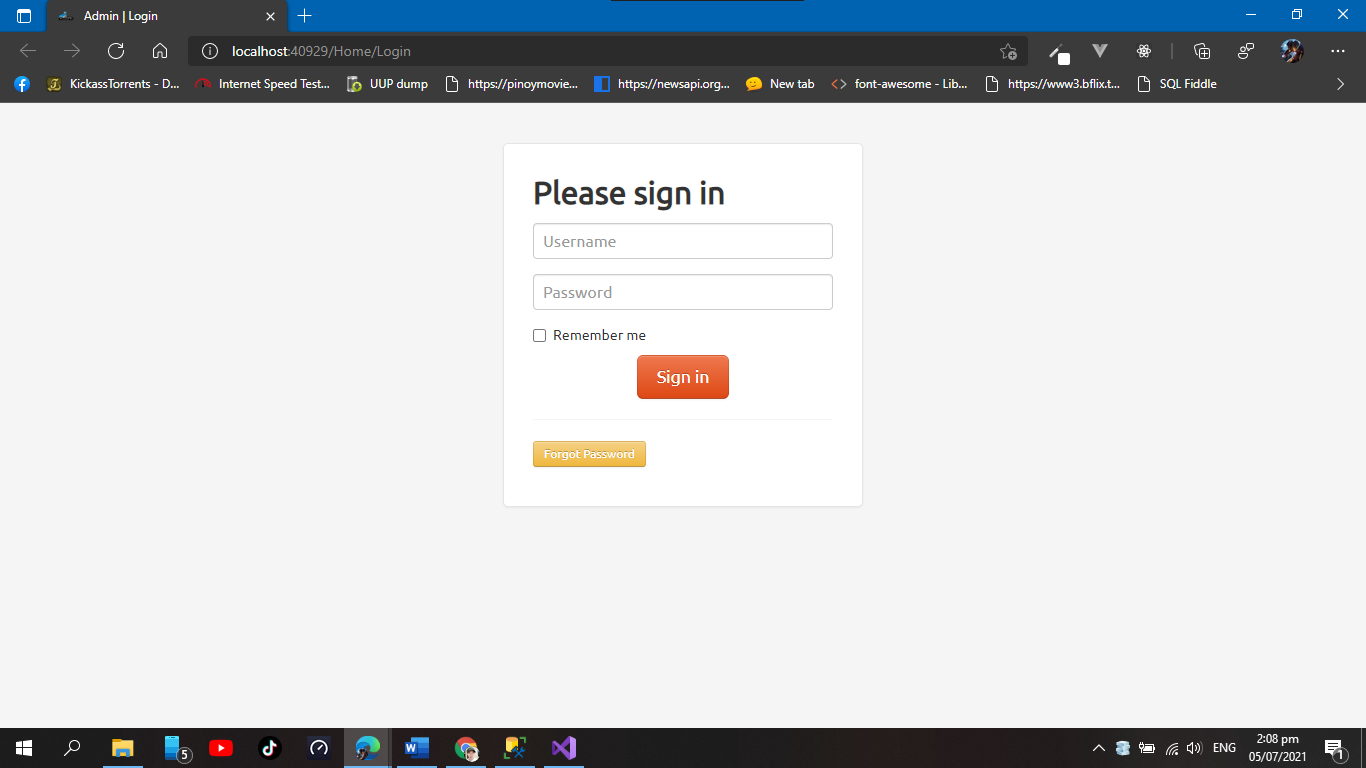 Admin | Login
localhost:40929/Home/Login
KickassTorrents - D...
Internet Speed Test...
UUP dump
https://pinoymovie...
https://newsapi.org...
New tab
font-awesome - Lib...
https://www3.bflix.t...
SQL Fiddle
Please sign in
Username
Password
Remember me
Sign in
Forgot Password
5
ENG
2:08 pm
05/07/2021
1